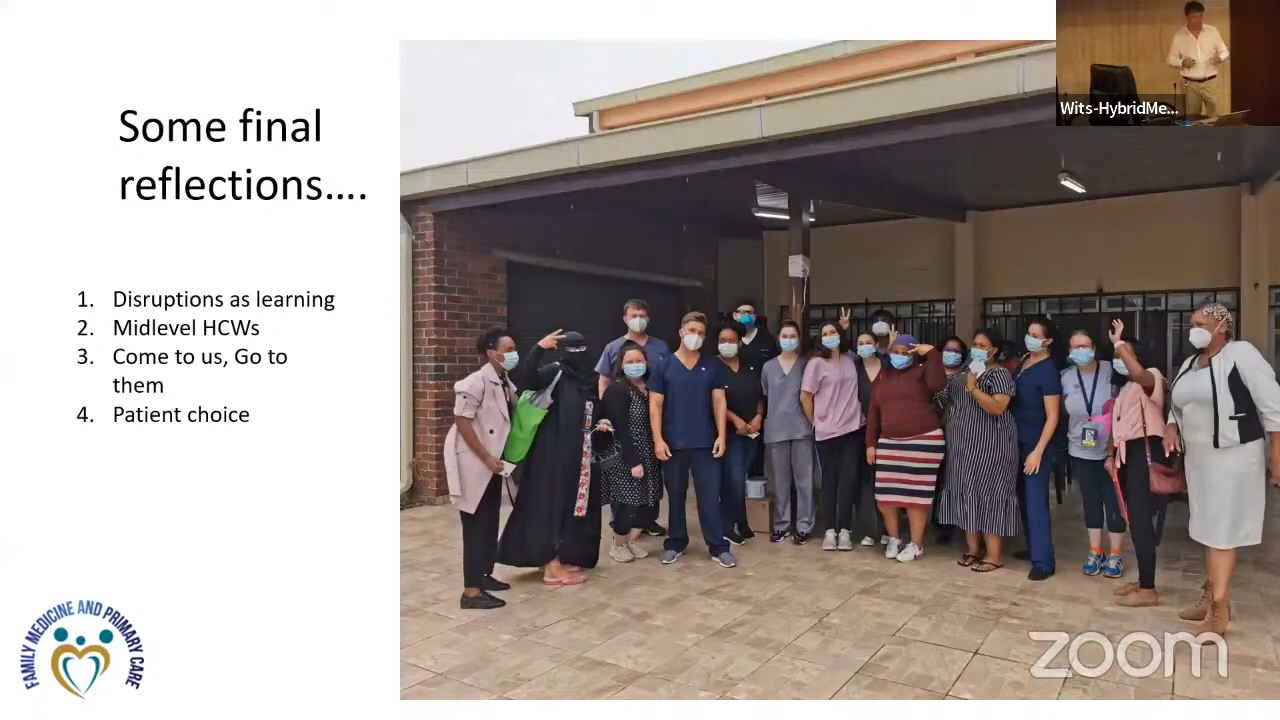 Wits-HybridMe...
Some final
reflections....
1. Disruptions as learning
2. Midlevel HCWs
3. Come to us, Go to
them
4. Patient choice
FAMILY MEDICINE AND PRIMARY CARE
zoom